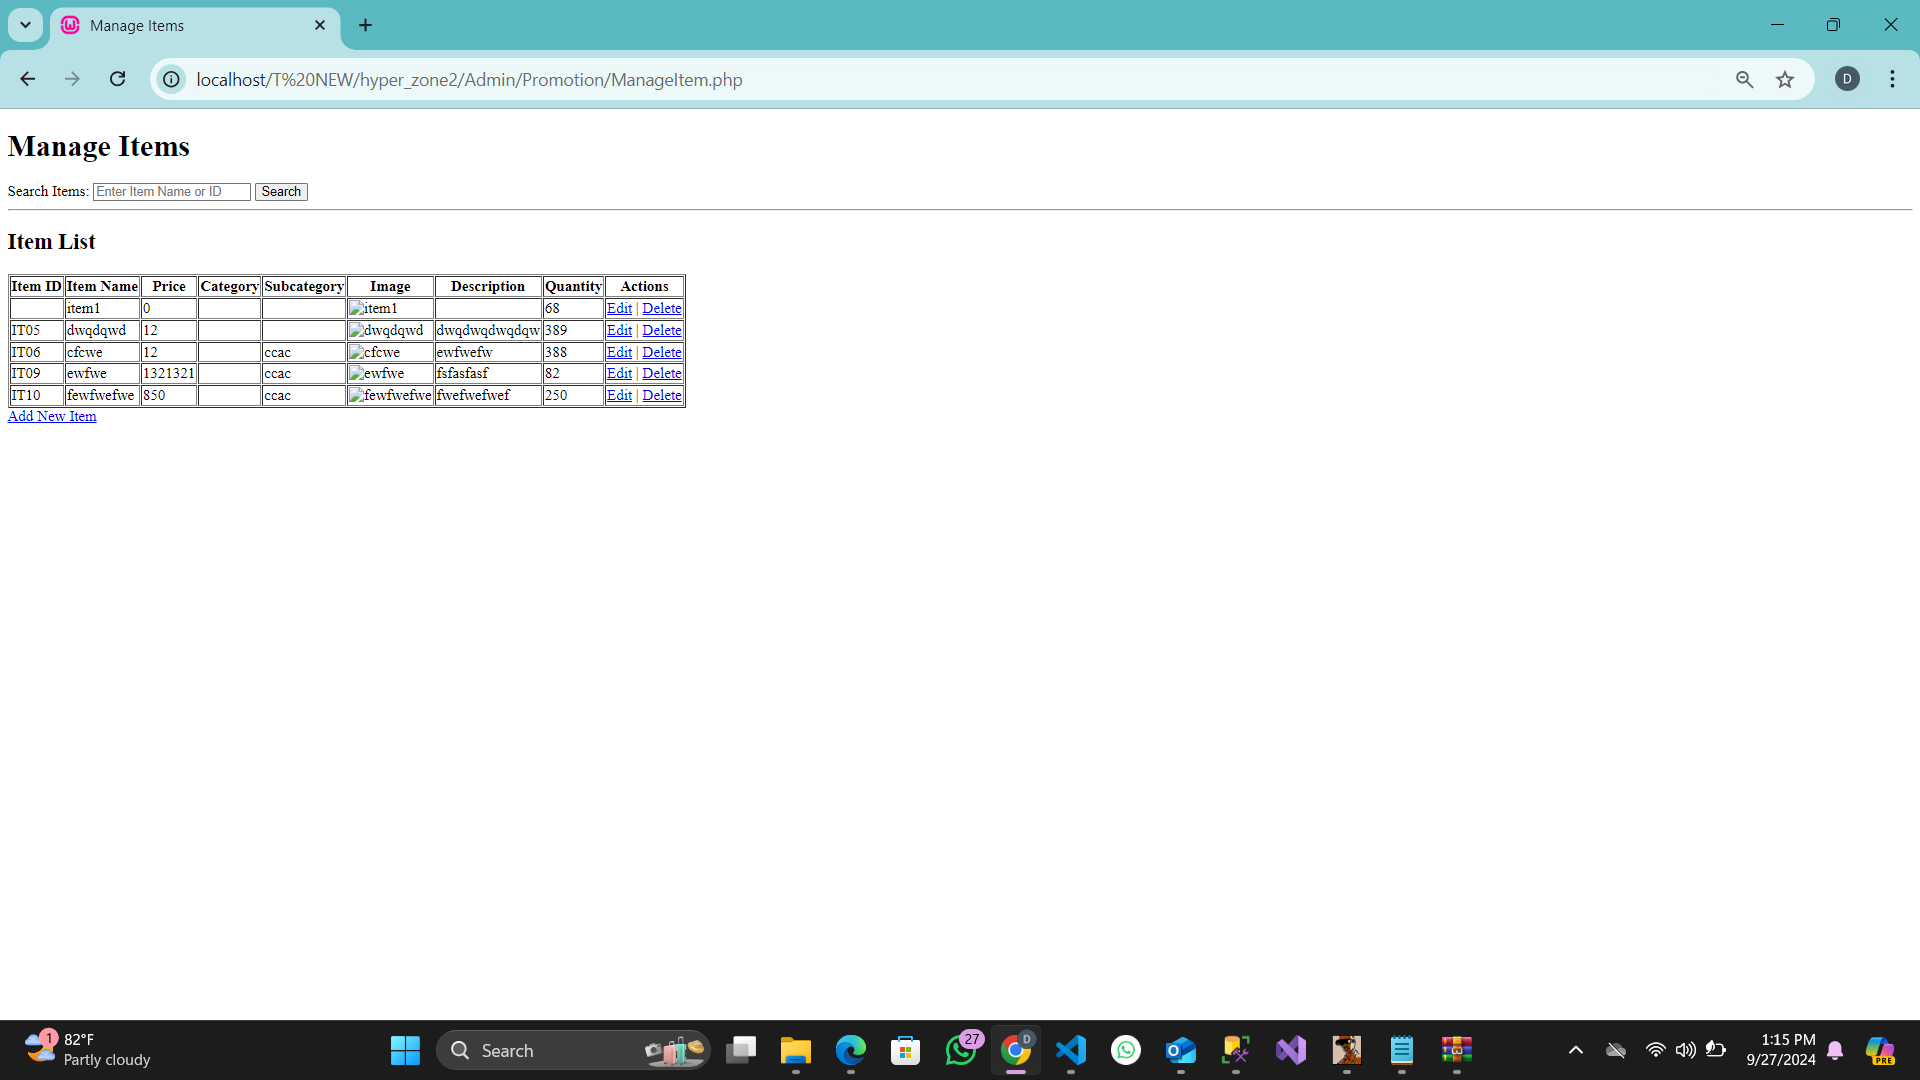 Manage Items
localhost/T%20NEW/hyper_zone2/Admin/Promotion/ManageItem.php
D
Manage Items
Search Items: Enter Item Name or ID Search
Item List
Item ID Item Name Price Category Subcategory Image Description Quantity Actions
item1 0 item1 68 Edit | Delete
IT05 dwqdqwd 12 dwqdqwd dwqdwqdwqdqw 389 Edit | Delete
IT06 cfcwe 12 ccac cfcwe ewfwefw 388 Edit | Delete
IT09 ewfwe 1321321 ccac ewfwe fsfasfasf 82 Edit | Delete
IT10 fewfwefwe 850 ccac fewfwefwe fwefwefwef 250 Edit | Delete
Add New Item
1
82°F
Partly cloudy
Search
27
D
1:15 PM
9/27/2024
PRE